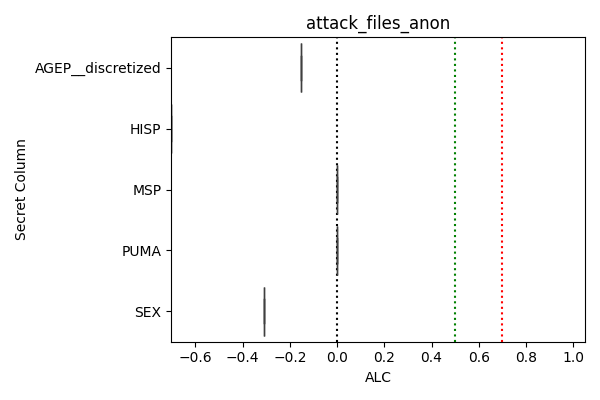 attack_files_anon
AGEP__discretized
HISP
MSP
PUMA
SEX
Secret Column
−0.6 −0.4 −0.2 0.0 0.2 0.4 0.6 0.8 1.0
ALC